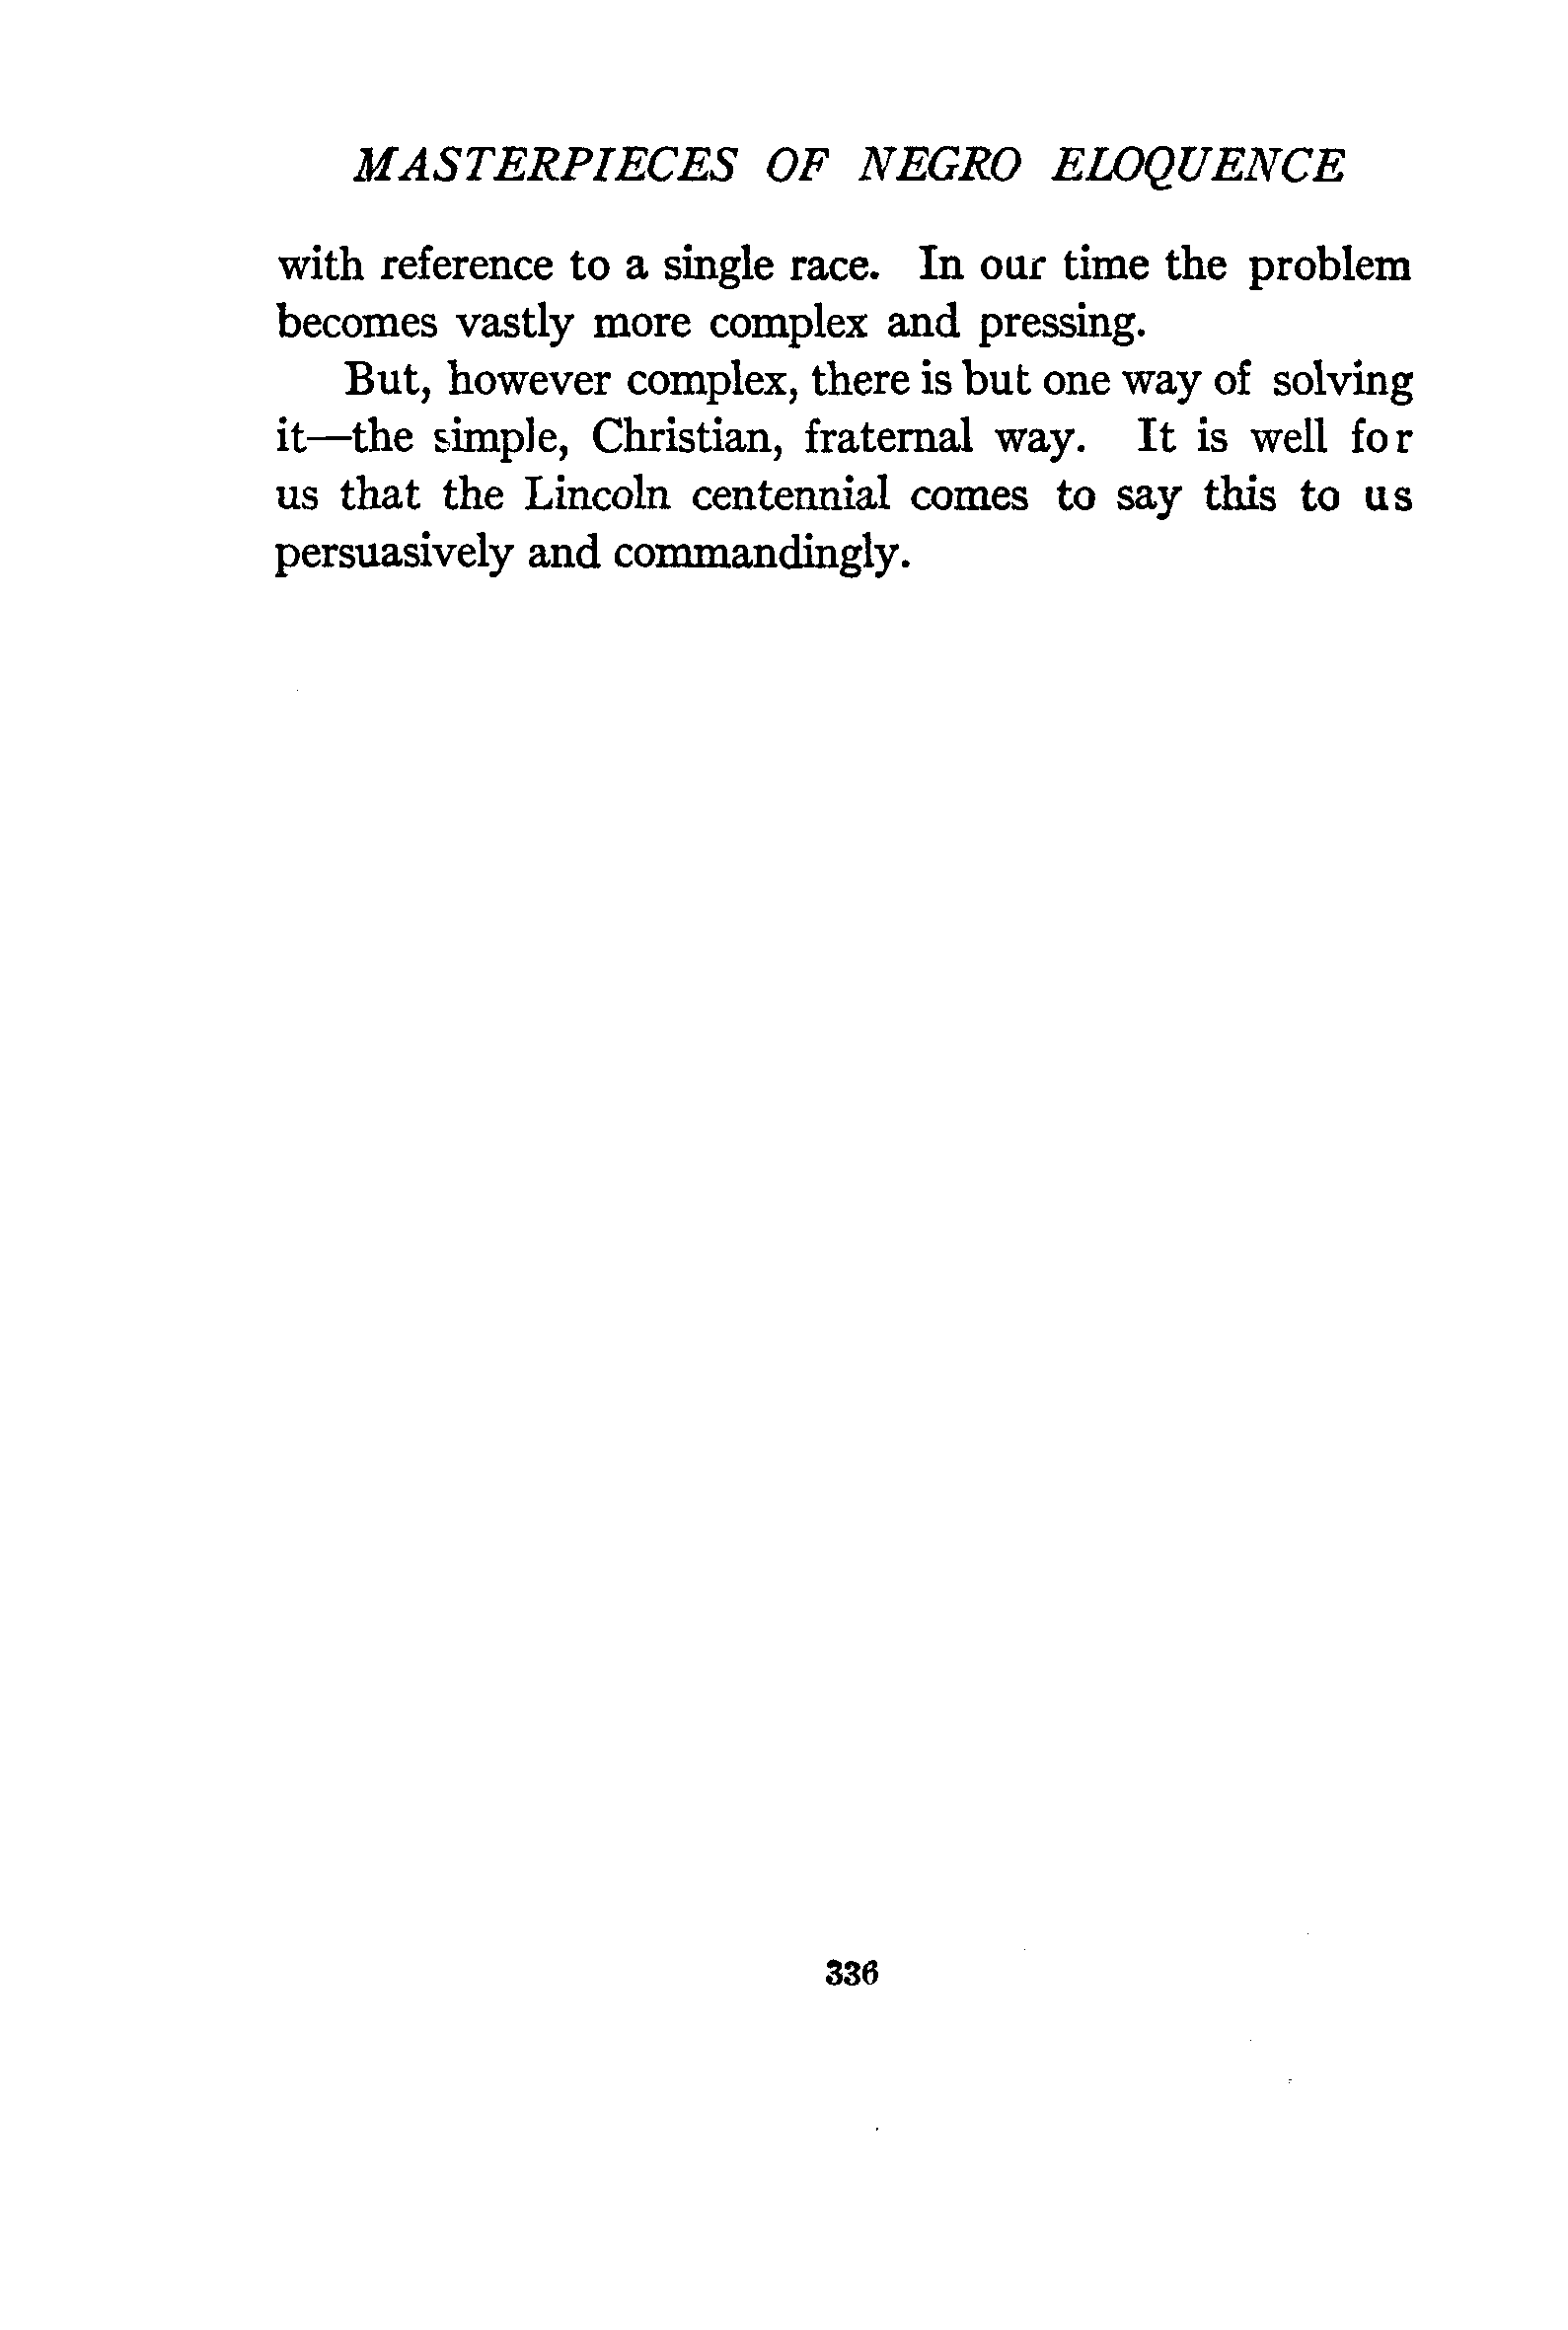 MASTERPIECES OF NEGRO ELOQUENCE
with reference to a single race. In our time the problem
becomes vastly more complex and pressing.
But, however complex, there is but one way of solving
it—the simple, Christian, fraternal way. It is well for
us that the Lincoln centennial comes to say this to us
persuasively and commandingly.
336